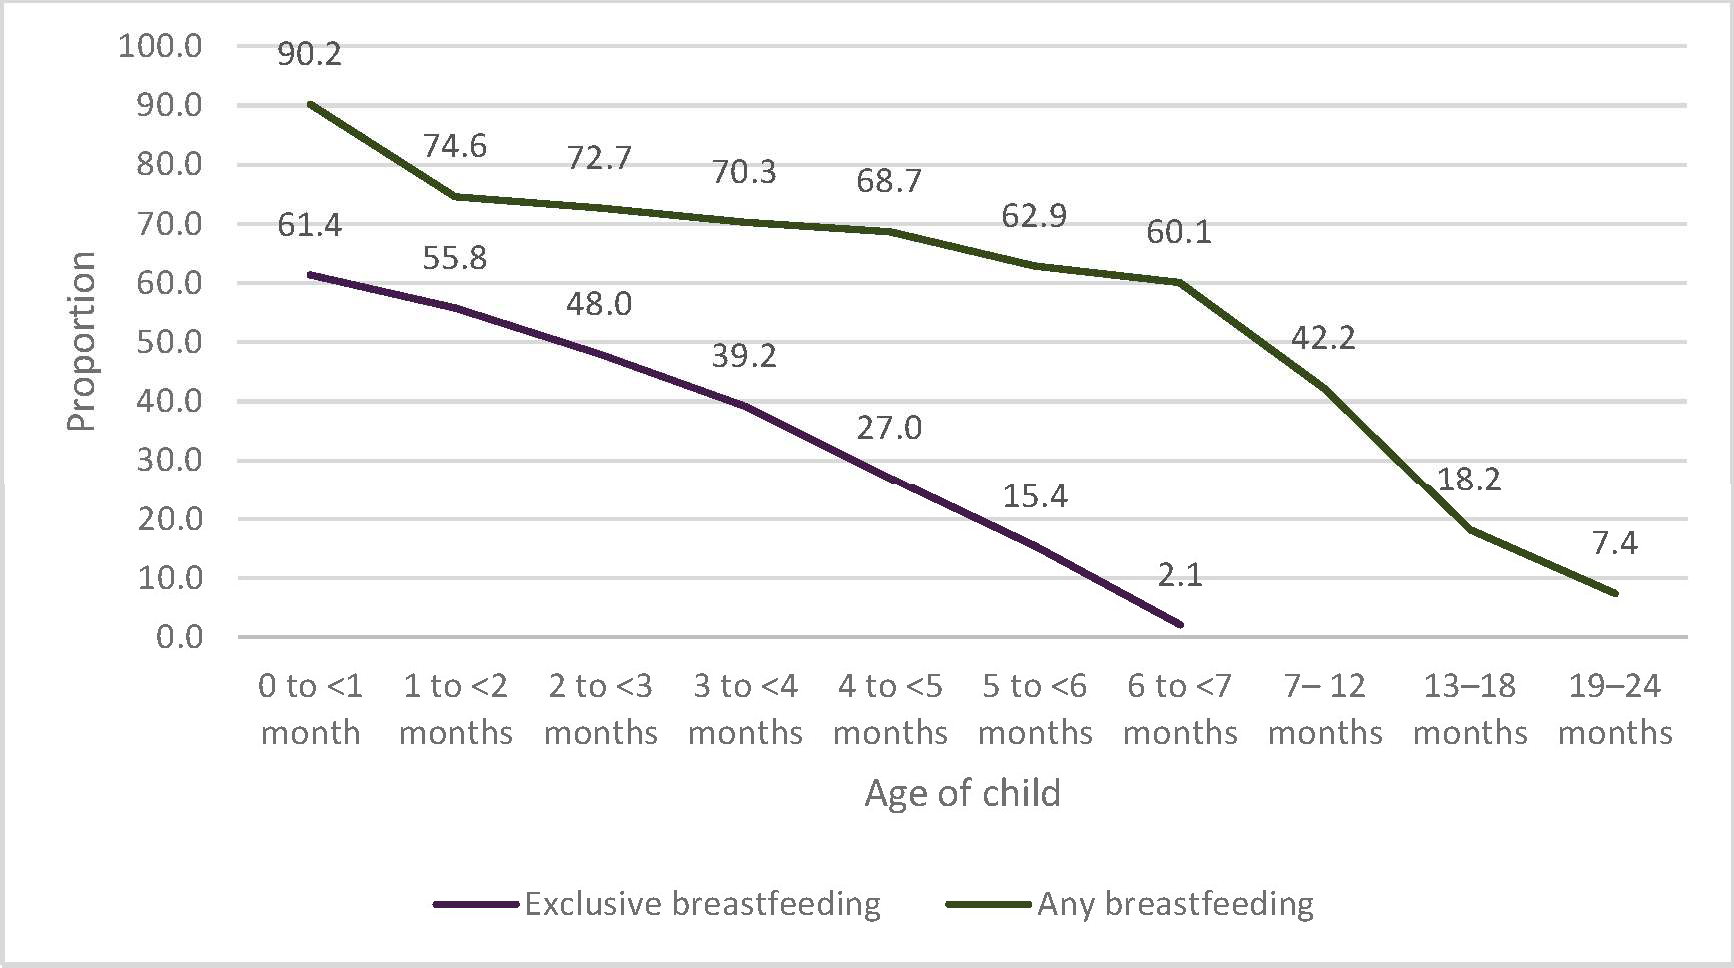 100.0
90.0
80.0
70.0
60.0
50.0
40.0
30.0
20.0
10.0
0.0
Proportion
90.2
74.6
72.7
70.3
68.7
62.9
60.1
42.2
18.2
7.4
61.4
55.8
48.0
39.2
27.0
15.4
2.1
0 to <1
month
1 to <2
months
2 to <3
months
3 to <4
months
4 to <5
months
5 to <6
months
6 to <7
months
7– 12
months
13–18
months
19–24
months
Age of child
Exclusive breastfeeding
Any breastfeeding